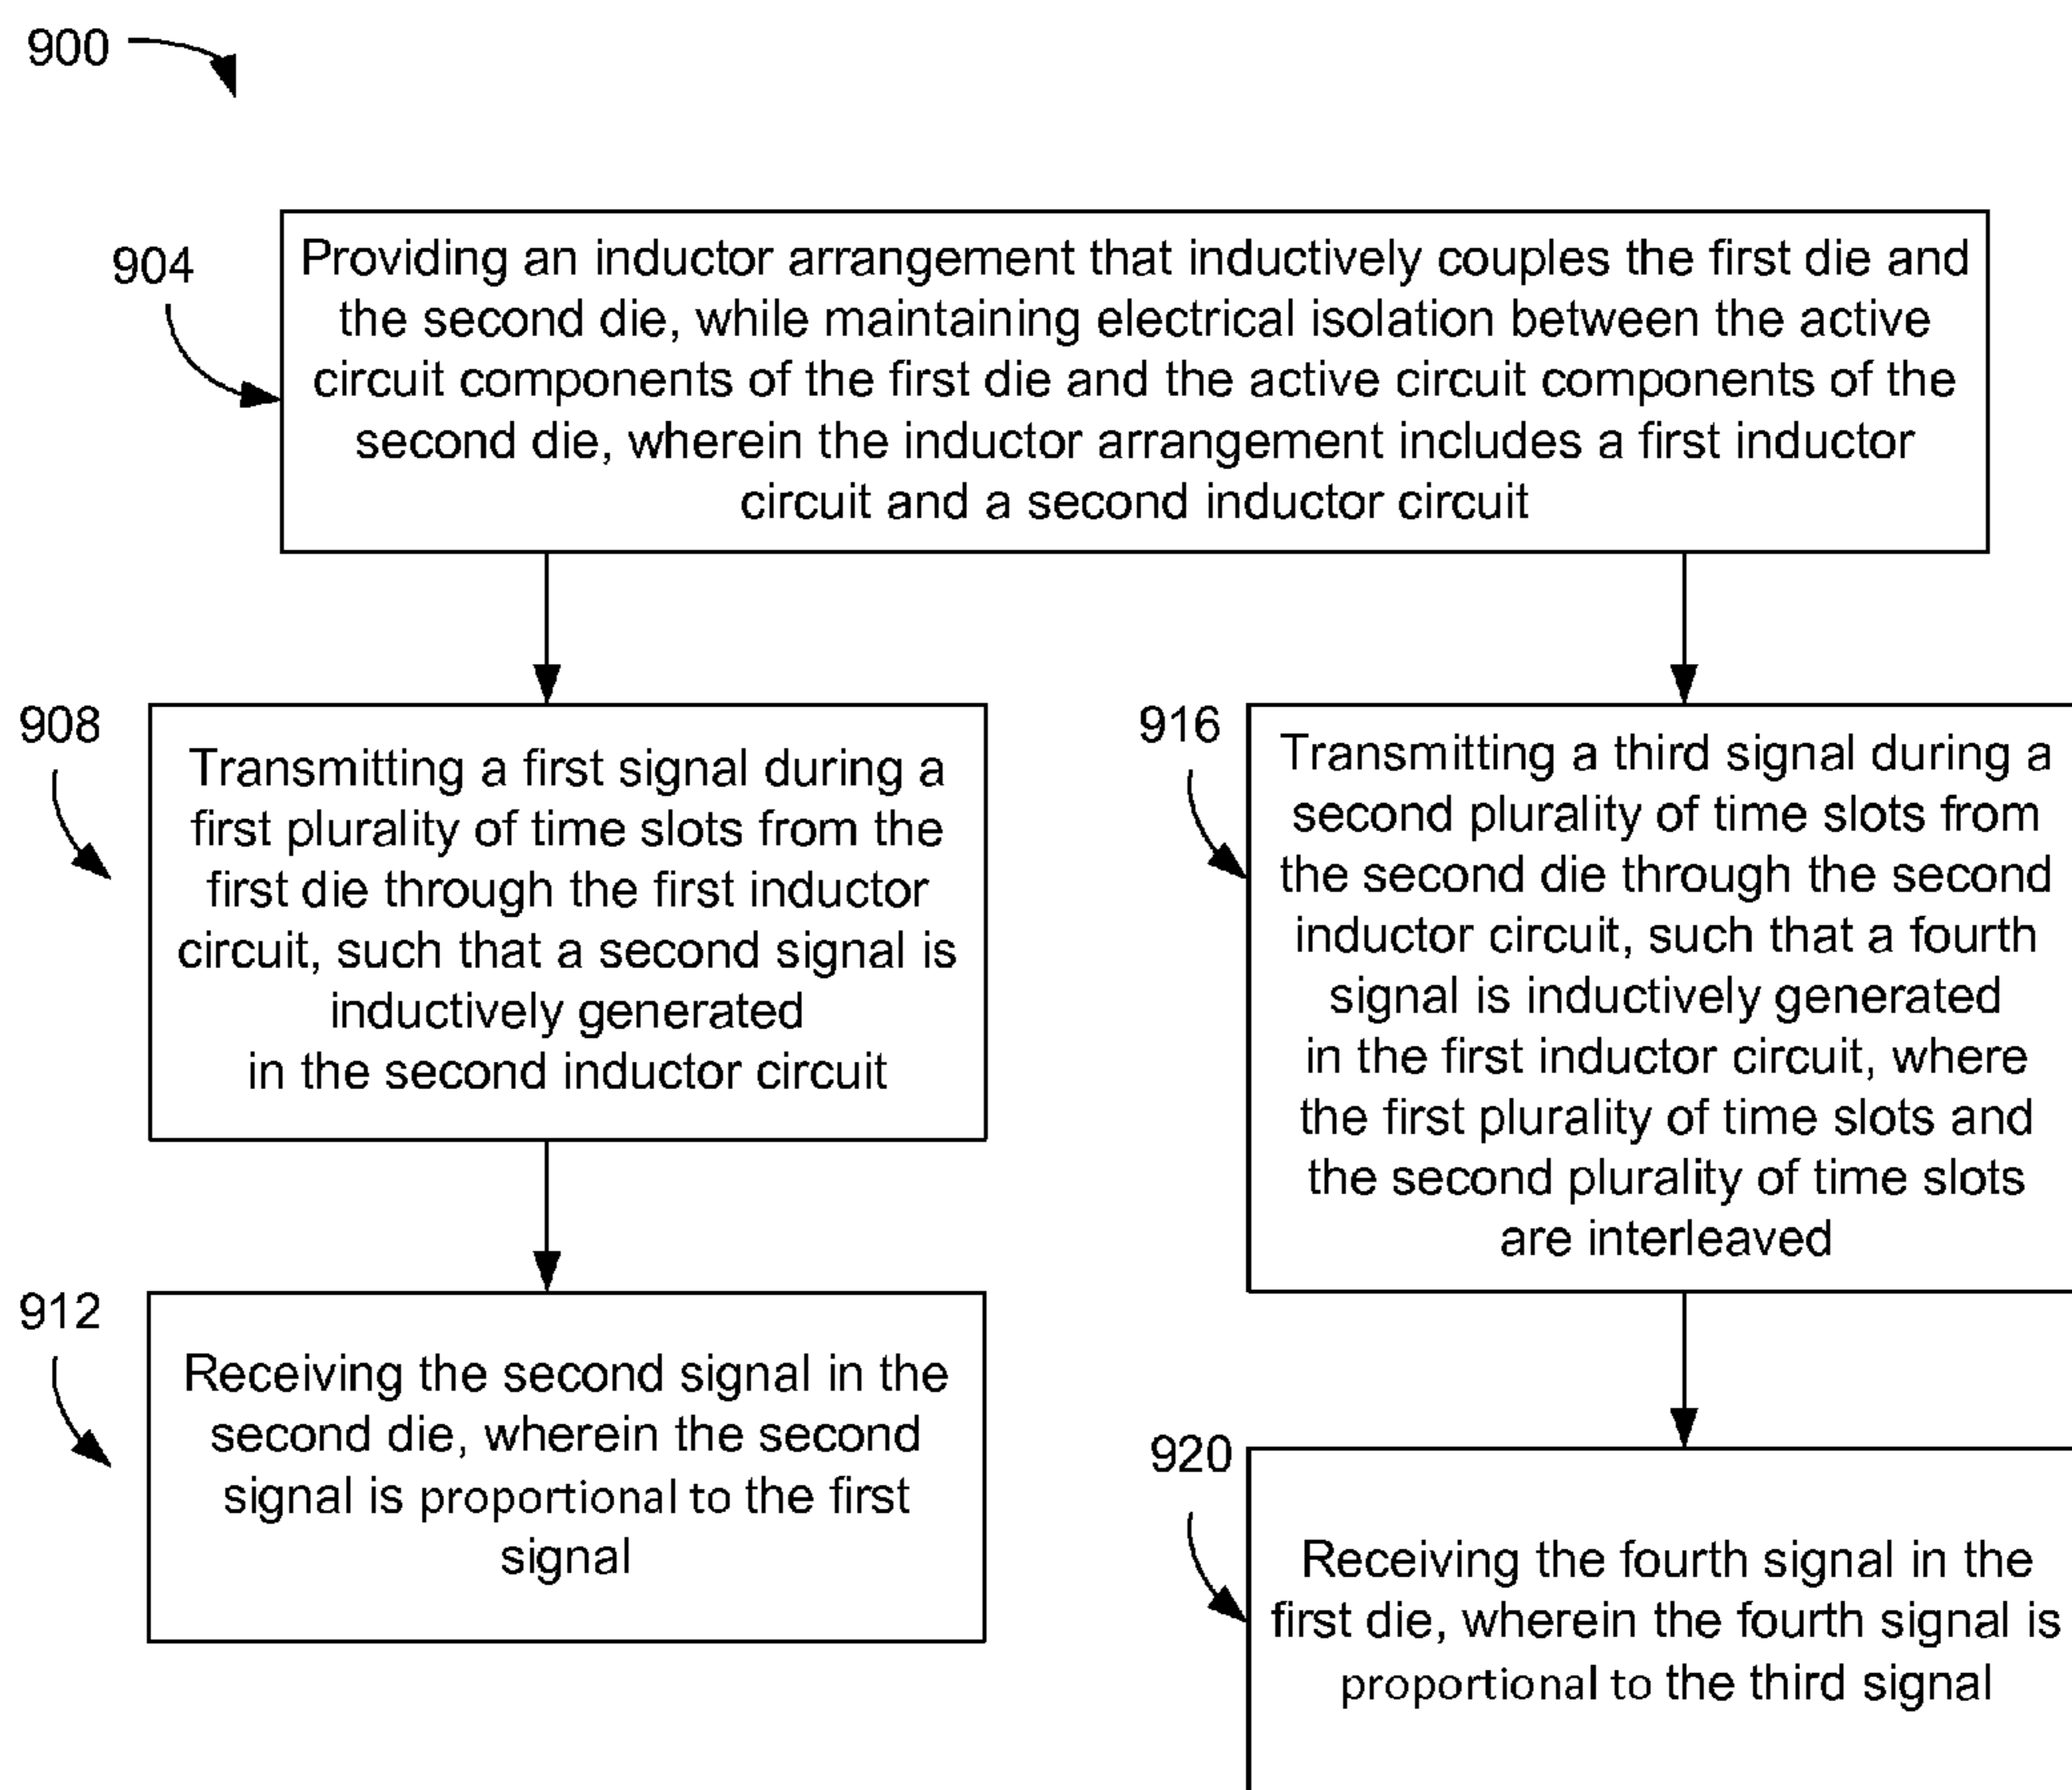 900
904
Providing an inductor arrangement that inductively couples the first die and
the second die, while maintaining electrical isolation between the active
circuit components of the first die and the active circuit components of the
second die, wherein the inductor arrangement includes a first inductor
circuit and a second inductor circuit
908
Transmitting a first signal during a
first plurality of time slots from the
first die through the first inductor
circuit, such that a second signal is
inductively generated
in the second inductor circuit
912
Receiving the second signal in the
second die, wherein the second
signal is proportional to the first
signal
916
Transmitting a third signal during a
second plurality of time slots from
the second die through the second
inductor circuit, such that a fourth
signal is inductively generated
in the first inductor circuit, where
the first plurality of time slots and
the second plurality of time slots
are interleaved
920
Receiving the fourth signal in the
first die, wherein the fourth signal is
proportional to the third signal